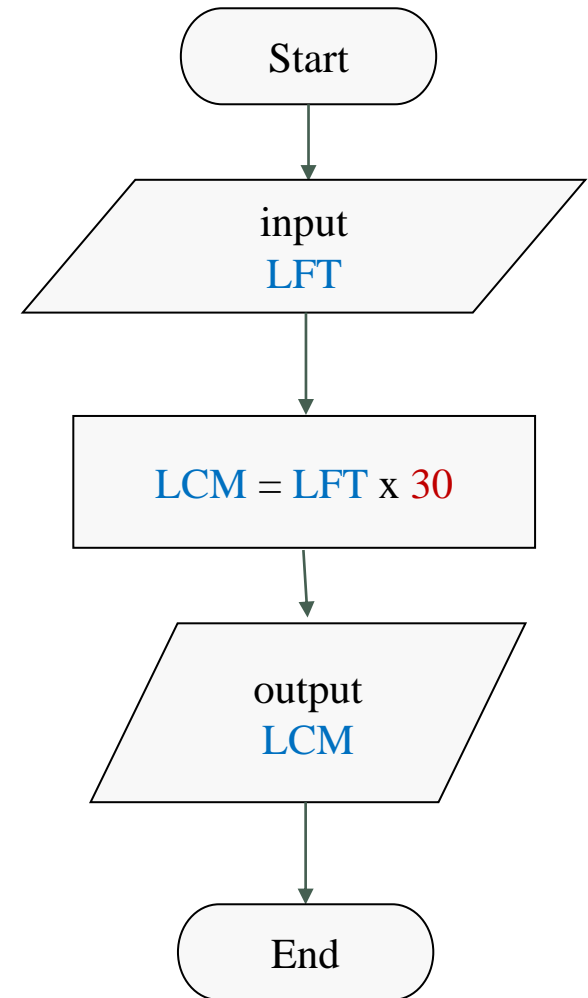 Start
input
LFT
LCM = LFT x 30
output
LCM
End